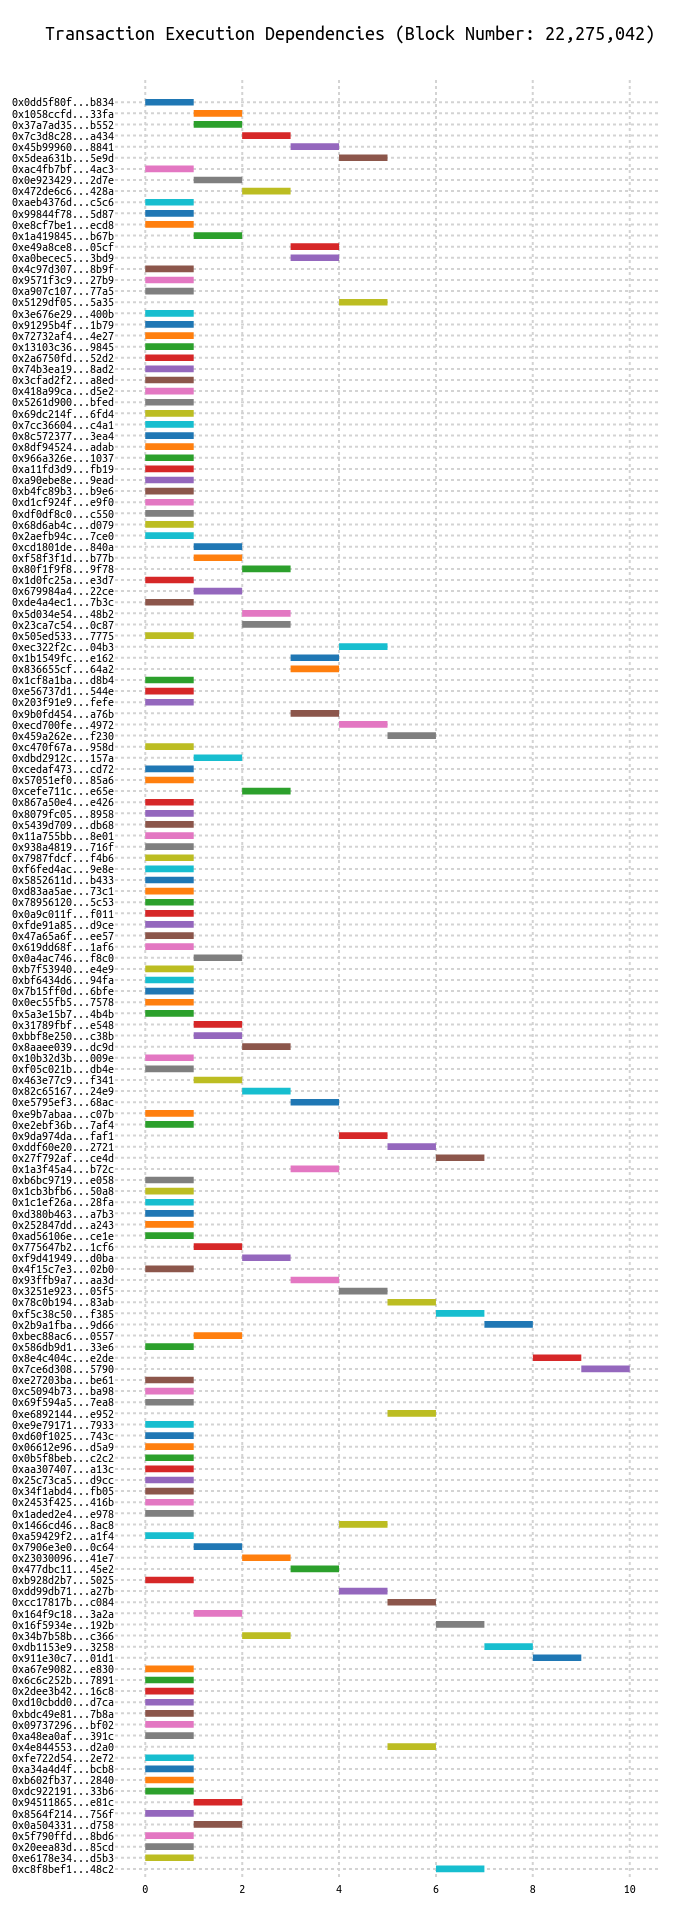 Transaction Execution Dependencies (Block Number: 22,275,042)
0x0dd5f80f...b834
0x1058ccfd...33fa
0x37a7ad35...b552
0x7c3d8c28...a434
0x45b99960...8841
0x5dea631b...5e9d
0xac4fb7bf...4ac3
0x0e923429...2d7e
0x472de6c6...428a
0xaeb4376d...c5c6
0x99844f78...5d87
0xe8cf7be1...ecd8
0x1a419845...b67b
0xe49a8ce8...05cf
0xa0becec5...3bd9
0x4c97d307...8b9f
0x9571f3c9...27b9
0xa907c107...77a5
0x5129df05...5a35
0x3e676e29...400b
0x91295b4f...1b79
0x72732af4...4e27
0x13103c36...9845
0x2a6750fd...52d2
0x74b3ea19...8ad2
0x3cfad2f2...a8ed
0x418a99ca...d5e2
0x5261d900...bfed
0x69dc214f...6fd4
0x7cc36604...c4a1
0x8c572377...3ea4
0x8df94524...adab
0x966a326e...1037
0xa11fd3d9...fb19
0xa90ebe8e...9ead
0xb4fc89b3...b9e6
0xd1cf924f...e9f0
0xdf0df8c0...c550
0x68d6ab4c...d079
0x2aefb94c...7ce0
0xcd1801de...840a
0xf58f3f1d...b77b
0x80f1f9f8...9f78
0x1d0fc25a...e3d7
0x679984a4...22ce
0xde4a4ec1...7b3c
0x5d034e54...48b2
0x23ca7c54...0c87
0x505ed533...7775
0xec322f2c...04b3
0x1b1549fc...e162
0x836655cf...64a2
0x1cf8a1ba...d8b4
0xe56737d1...544e
0x203f91e9...fefe
0x9b0fd454...a76b
0xecd700fe...4972
0x459a262e...f230
0xc470f67a...958d
0xdbd2912c...157a
0xcedaf473...cd72
0x57051ef0...85a6
0xcefe711c...e65e
0x867a50e4...e426
0x8079fc05...8958
0x5439d709...db68
0x11a755bb...8e01
0x938a4819...716f
0x7987fdcf...f4b6
0xf6fed4ac...9e8e
0x5852611d...b433
0xd83aa5ae...73c1
0x78956120...5c53
0x0a9c011f...f011
0xfde91a85...d9ce
0x47a65a6f...ee57
0x619dd68f...1af6
0x0a4ac746...f8c0
0xb7f53940...e4e9
0xbf6434d6...94fa
0x7b15ff0d...6bfe
0x0ec55fb5...7578
0x5a3e15b7...4b4b
0x31789fbf...e548
0xbbf8e250...c38b
0x8aaee039...dc9d
0x10b32d3b...009e
0xf05c021b...db4e
0x463e77c9...f341
0x82c65167...24e9
0xe5795ef3...68ac
0xe9b7abaa...c07b
0xe2ebf36b...7af4
0x9da974da...faf1
0xddf60e20...2721
0x27f792af...ce4d
0x1a3f45a4...b72c
0xb6bc9719...e058
0x1cb3bfb6...50a8
0x1c1ef26a...28fa
0xd380b463...a7b3
0x252847dd...a243
0xad56106e...ce1e
0x775647b2...1cf6
0xf9d41949...d0ba
0x4f15c7e3...02b0
0x93ffb9a7...aa3d
0x3251e923...05f5
0x78c0b194...83ab
0xf5c38c50...f385
0x2b9a1fba...9d66
0xbec88ac6...0557
0x586db9d1...33e6
0x8e4c404c...e2de
0x7ce6d308...5790
0xe27203ba...be61
0xc5094b73...ba98
0x69f594a5...7ea8
0xe6892144...e952
0xe9e79171...7933
0xd60f1025...743c
0x06612e96...d5a9
0x0b5f8beb...c2c2
0xaa307407...a13c
0x25c73ca5...d9cc
0x34f1abd4...fb05
0x2453f425...416b
0x1aded2e4...e978
0x1466cd46...8ac8
0xa59429f2...a1f4
0x7906e3e0...0c64
0x23030096...41e7
0x477dbc11...45e2
0xb928d2b7...5025
0xdd99db71...a27b
0xcc17817b...c084
0x164f9c18...3a2a
0x16f5934e...192b
0x34b7b58b...c366
0xdb1153e9...3258
0x911e30c7...01d1
0xa67e9082...e830
0x6c6c252b...7891
0x2dee3b42...16c8
0xd10cbdd0...d7ca
0xbdc49e81...7b8a
0x09737296...bf02
0xa48ea0af...391c
0x4e844553...d2a0
0xfe722d54...2e72
0xa34a4d4f...bcb8
0xb602fb37...2840
0xdc922191...33b6
0x94511865...e81c
0x8564f214...756f
0x0a504331...d758
0x5f790ffd...8bd6
0x20eea83d...85cd
0xe6178e34...d5b3
0xc8f8bef1...48c2
0 2 4 6 8 10